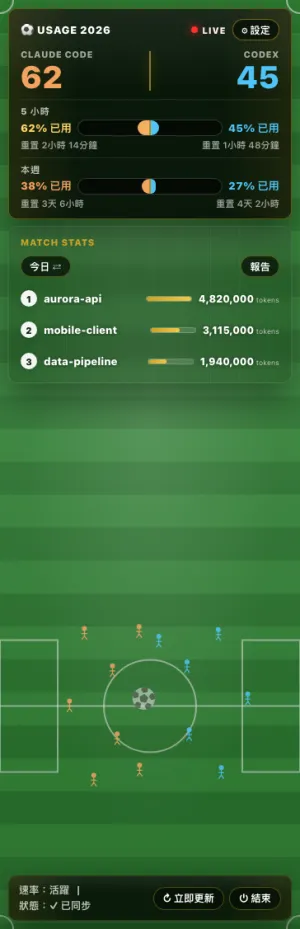 ⚽ USAGE 2026 LIVE ⚙ 設定
CLAUDE CODE CODEX
62 45
5 小時
62% 已用 45% 已用
重置 2小時 14分鐘 重置 1小時 48分鐘
本週
38% 已用 27% 已用
重置 3天 6小時 重置 4天 2小時
MATCH STATS
今日 ⇄ 報告
1 aurora-api 4,820,000 tokens
2 mobile-client 3,115,000 tokens
3 data-pipeline 1,940,000 tokens
速率：活躍 |
狀態：✓ 已同步
↻ 立即更新 ⏻ 結束